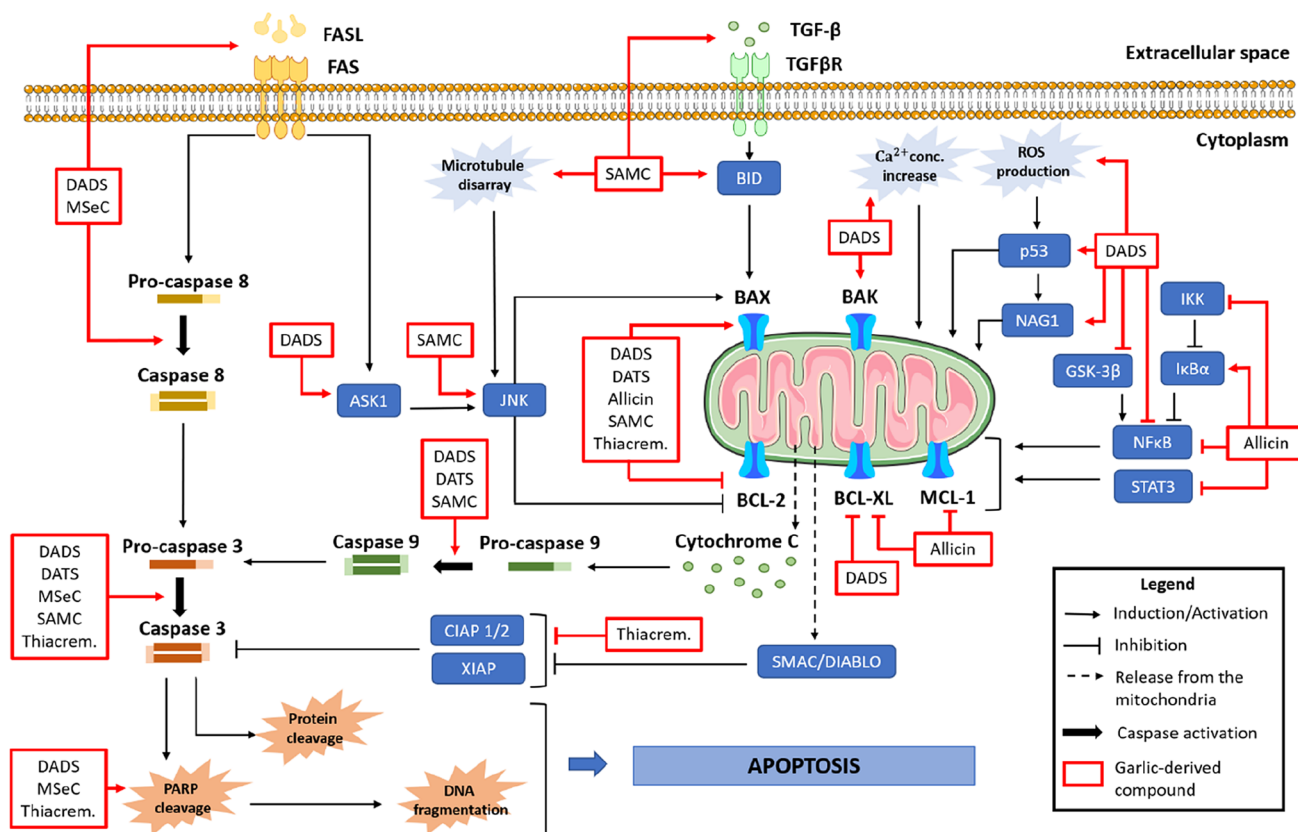 FASL
FAS
TGF-β
TGFβR
Extracellular space
Cytoplasm
DADS
MSeC
Microtubule
disarray
SAMC
BID
Ca²⁺conc.
increase
ROS
production
DADS
p53
DADS
NAG1
Pro-caspase 8
BAX
BAK
IKK
DADS
SAMC
DADS
DATS
Allicin
SAMC
Thiacrem.
GSK-3β
IκBα
Caspase 8
ASK1
JNK
NFκB
Allicin
STAT3
DADS
DATS
SAMC
BCL-2
BCL-XL
MCL-1
DADS
DATS
MSeC
SAMC
Thiacrem.
Pro-caspase 3
Caspase 9
Pro-caspase 9
Cytochrome C
Allicin
DADS
Caspase 3
CIAP 1/2
XIAP
Thiacrem.
SMAC/DIABLO
Legend
Induction/Activation
Inhibition
Release from the
mitochondria
Caspase activation
Garlic-derived
compound
Protein
cleavage
DADS
MSeC
Thiacrem.
PARP
cleavage
DNA
fragmentation
APOPTOSIS